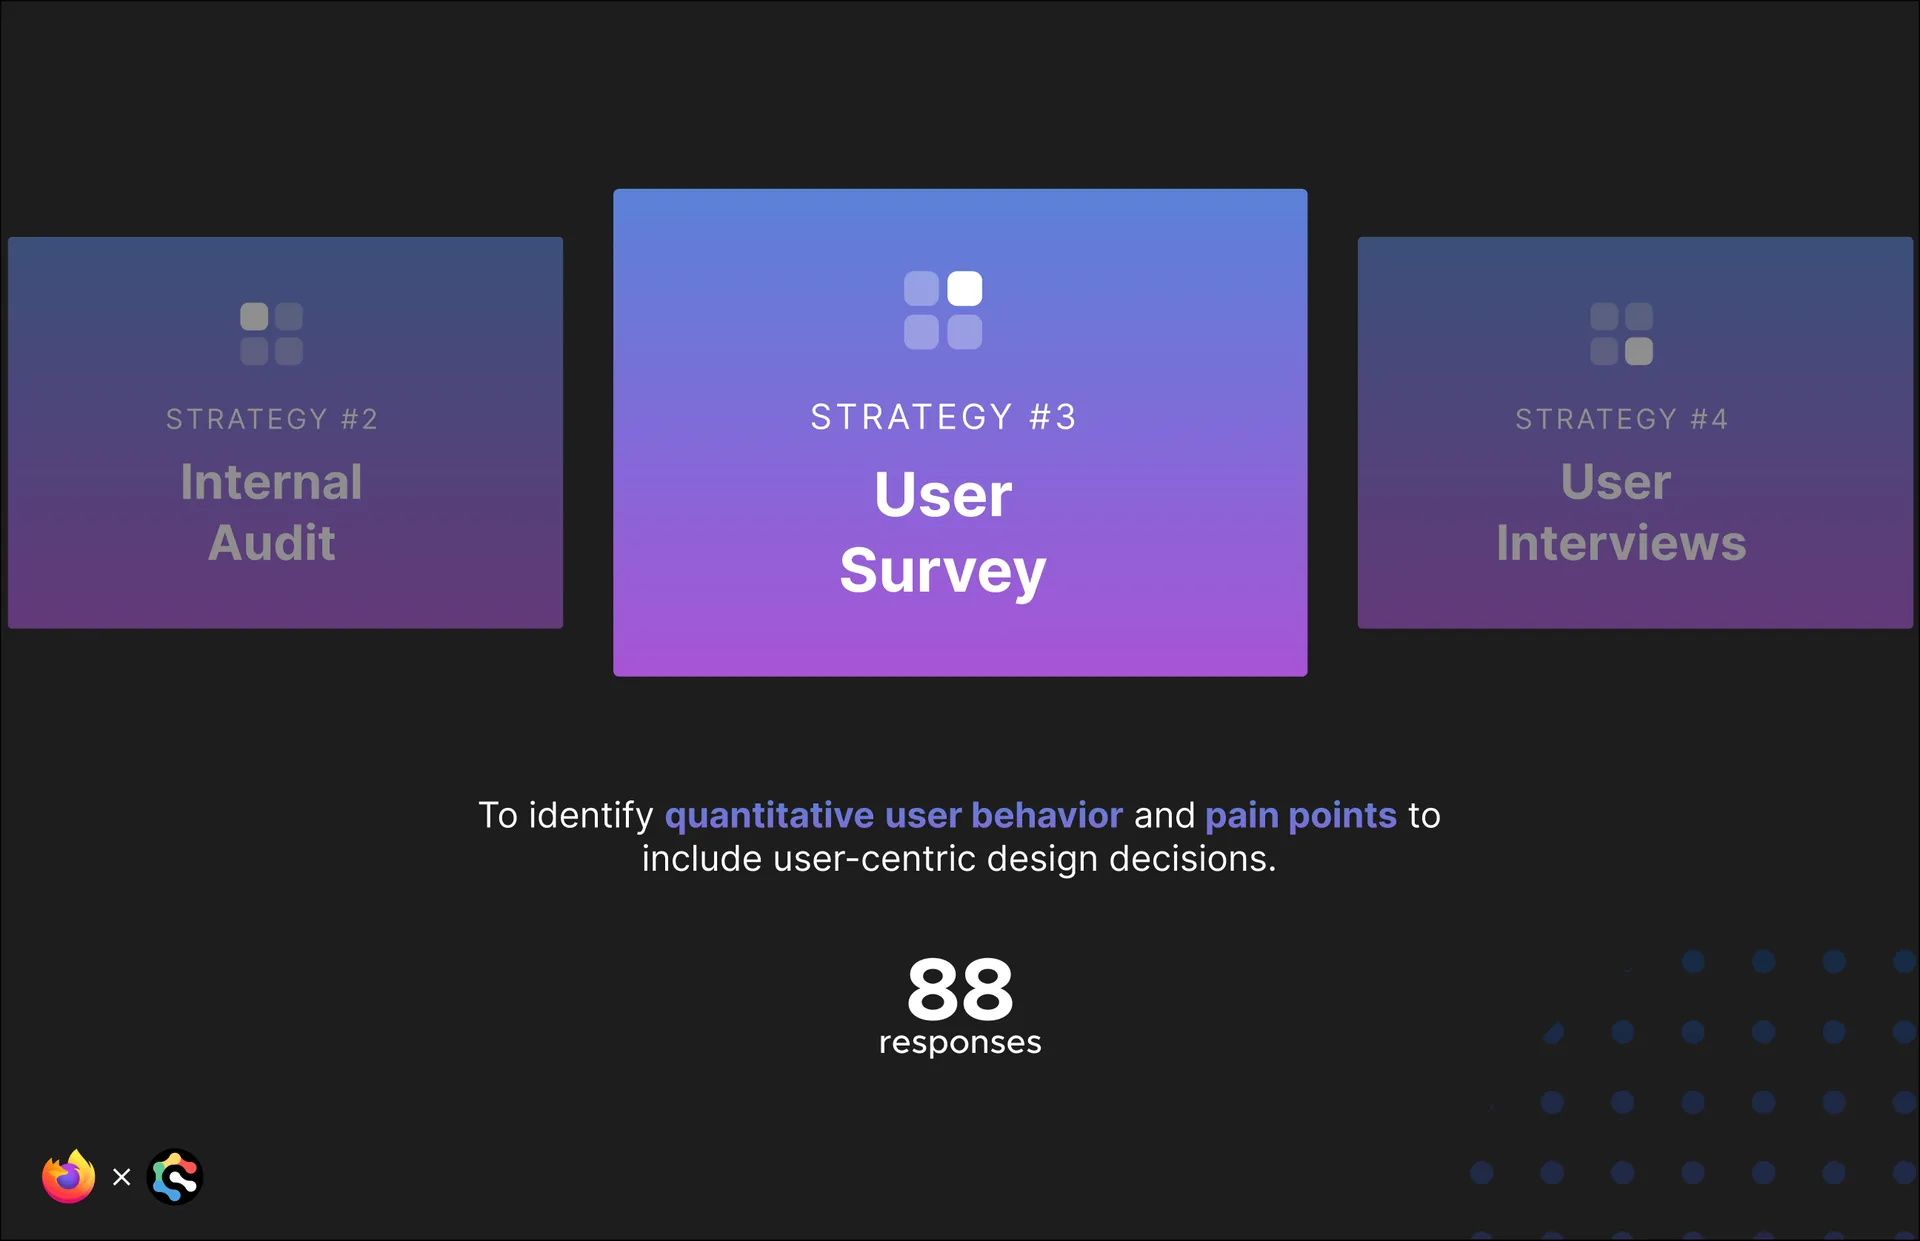 STRATEGY #2
Internal
Audit
STRATEGY #3
User
Survey
STRATEGY #4
User
Interviews
To identify quantitative user behavior and pain points to
include user-centric design decisions.
88
responses
×